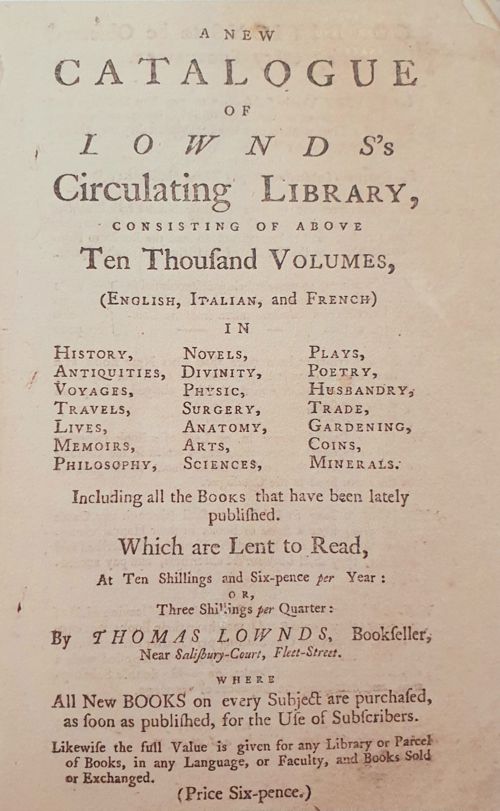 A NEW
CATALOGUE
OF
LOWNDS's
Circulating LIBRARY,
CONSISTING OF ABOVE
Ten Thouſand VOLUMES,
(ENGLISH, ITALIAN, and FRENCH)
IN
HISTORY, NOVELS, PLAYS,
ANTIQUITIES, DIVINITY, POETRY,
VOYAGES, PHYSIC, HUSBANDRY,
TRAVELS, SURGERY, TRADE,
LIVES, ANATOMY, GARDENING,
MEMOIRS, ARTS, COINS,
PHILOSOPHY, SCIENCES, MINERALS.
Including all the BOOKS that have been lately
publiſhed.
Which are Lent to Read,
At Ten Shillings and Six-pence per Year:
OR,
Three Shillings per Quarter:
By THOMAS LOWNDS, Bookſeller,
Near Saliſbury-Court, Fleet-Street.
WHERE
All New BOOKS on every Subject are purchaſed,
as ſoon as publiſhed, for the Uſe of Subſcribers.
Likewiſe the full Value is given for any Library or Parcel
of Books, in any Language, or Faculty, and Books Sold
or Exchanged.
(Price Six-pence.)